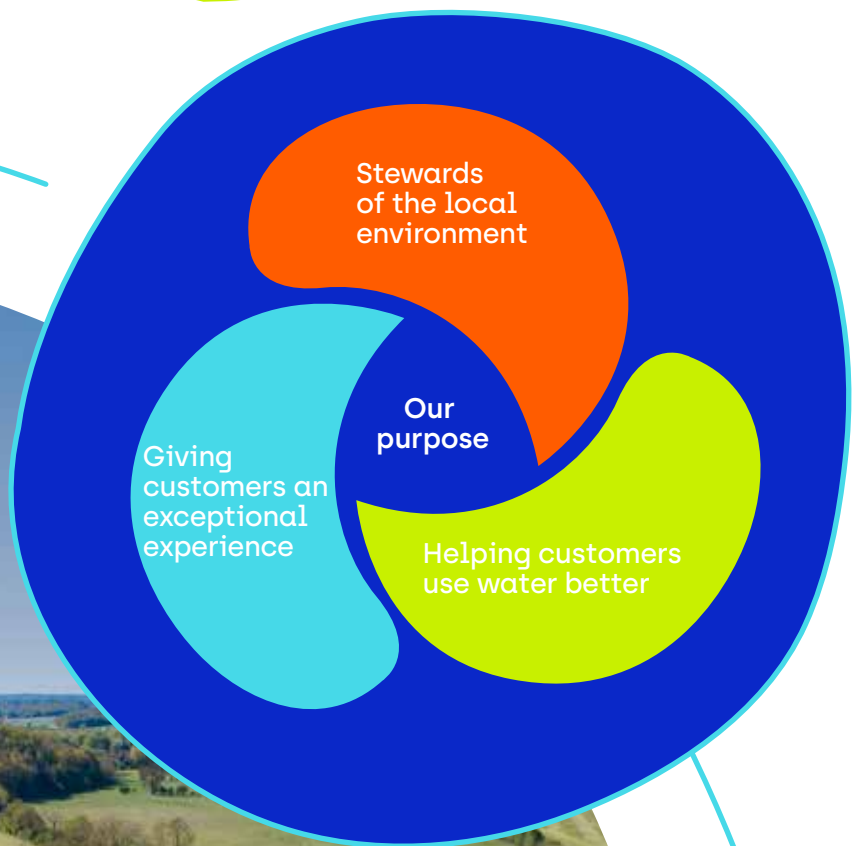 Stewards
of the local
environment
Our
purpose
Giving
customers an
exceptional
experience
Helping customers
use water better